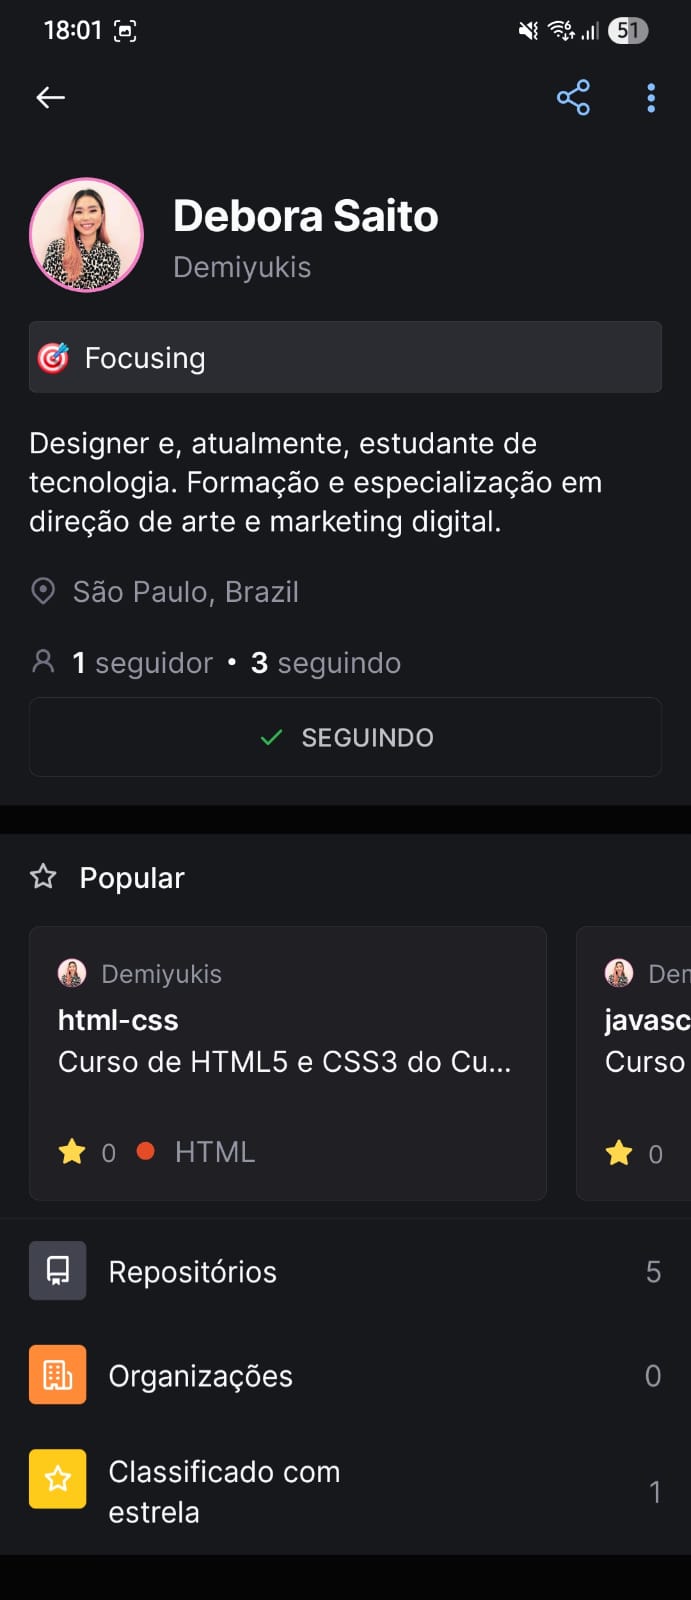 18:01
51
Debora Saito
Demiyukis
Focusing
Designer e, atualmente, estudante de
tecnologia. Formação e especialização em
direção de arte e marketing digital.
São Paulo, Brazil
1 seguidor • 3 seguindo
SEGUINDO
Popular
Demiyukis
html-css
Curso de HTML5 e CSS3 do Cu...
0 HTML
Dem
javasc
Curso
0
Repositórios 5
Organizações 0
Classificado com
estrela
1